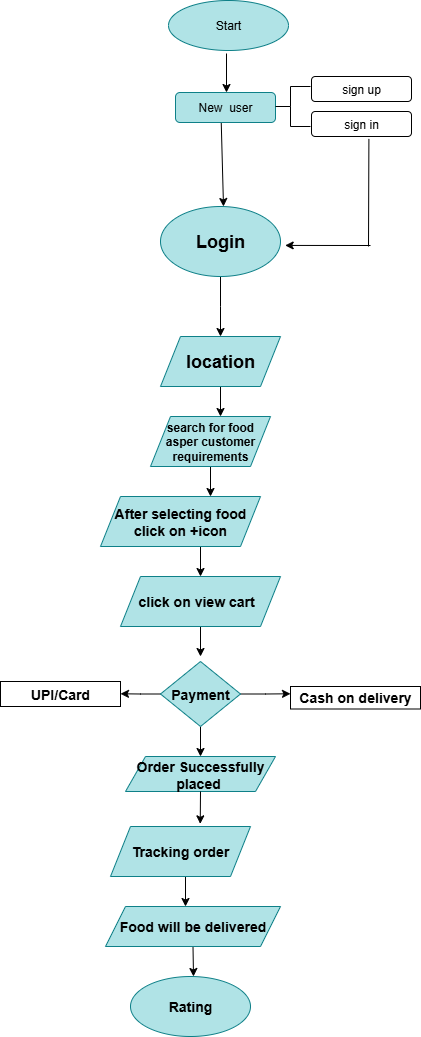 Start
New user
sign up
sign in
Login
location
search for food
asper customer
requirements
After selecting food
click on +icon
click on view cart
UPI/Card
Payment
Cash on delivery
Order Successfully
placed
Tracking order
Food will be delivered
Rating